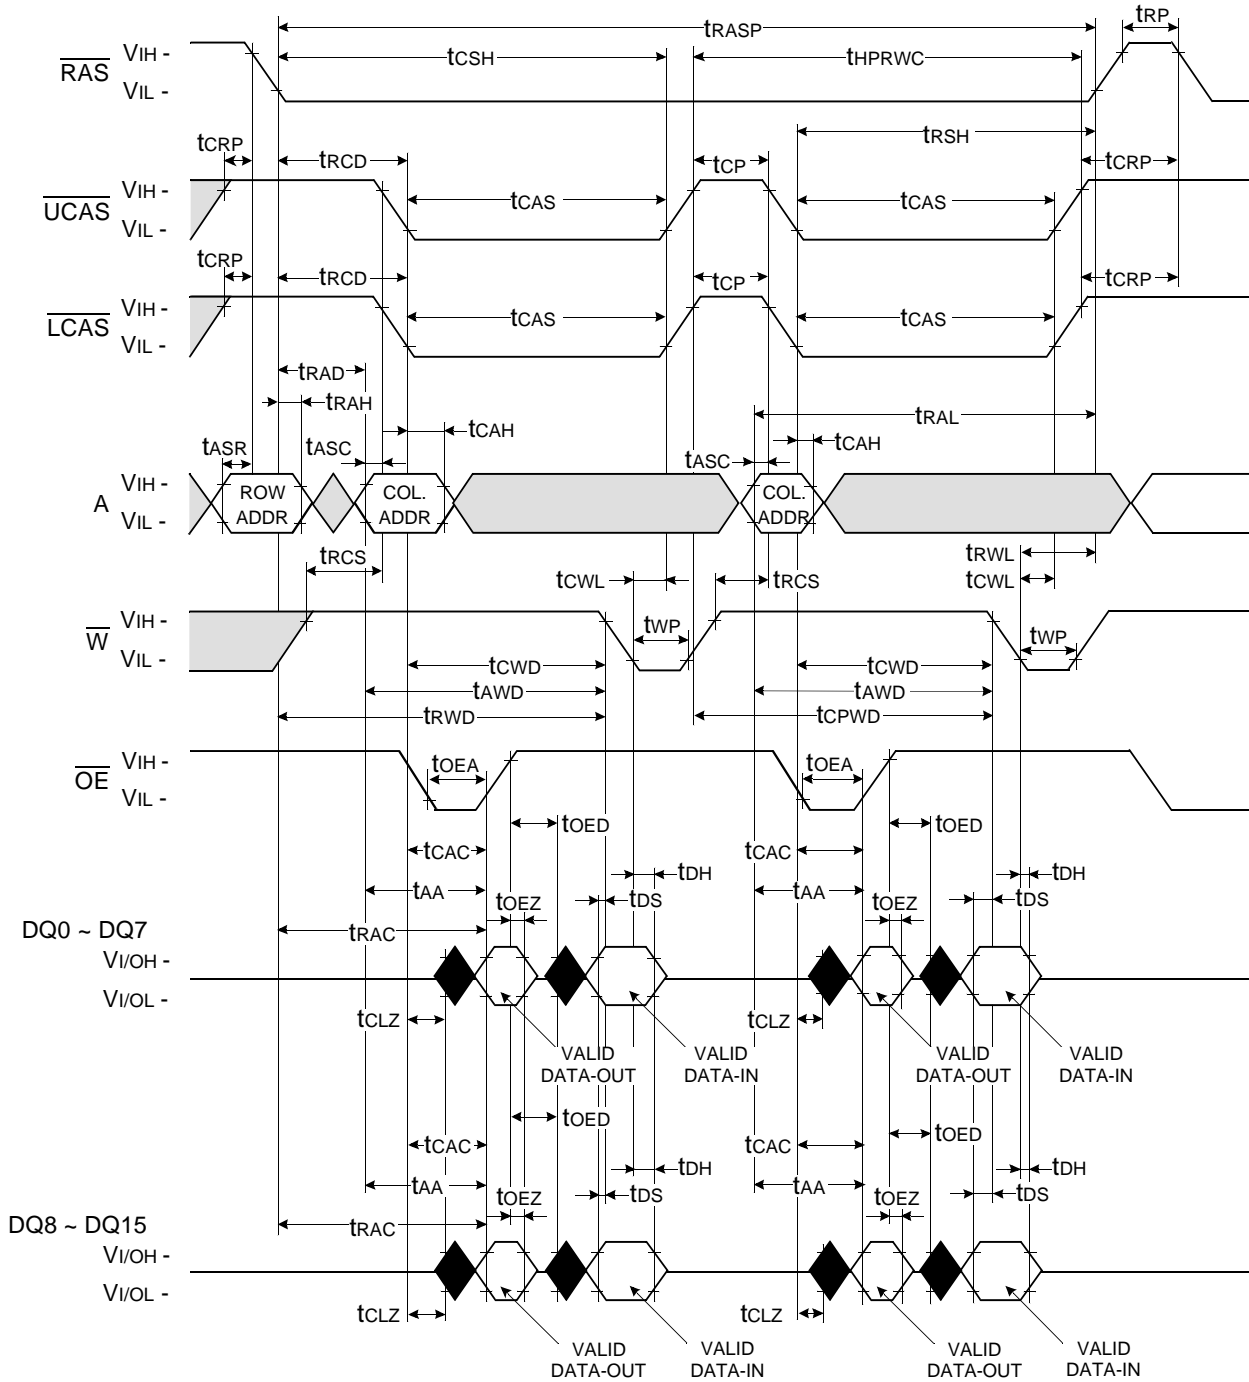 tRP
tRASP
RAS
VIH -
VIL -
tCSH
tHPRWC
tRSH
tCRP
tRCD
tCP
tCRP
UCAS
VIH -
VIL -
tCAS
tCAS
tCRP
tRCD
tCP
tCRP
LCAS
VIH -
VIL -
tCAS
tCAS
tRAD
tRAH
tRAL
tASR
tASC
tCAH
tASC
tCAH
A
VIH -
VIL -
ROW
ADDR
COL.
ADDR
COL.
ADDR
tRCS
tCWL
tRCS
tRWL
tCWL
W
VIH -
VIL -
tWP
tWP
tCWD
tCWD
tAWD
tAWD
tRWD
tCPWD
OE
VIH -
VIL -
tOEA
tOEA
tOED
tOED
tCAC
tCAC
tDH
tDH
tAA
tOEZ
tDS
tAA
tOEZ
tDS
DQ0 ~ DQ7
tRAC
VI/OH -
VI/OL -
tCLZ
tCLZ
VALID
DATA-OUT
VALID
DATA-IN
VALID
DATA-OUT
VALID
DATA-IN
tOED
tOED
tCAC
tCAC
tDH
tDH
tAA
tOEZ
tDS
tAA
tOEZ
tDS
DQ8 ~ DQ15
tRAC
VI/OH -
VI/OL -
tCLZ
tCLZ
VALID
DATA-OUT
VALID
DATA-IN
VALID
DATA-OUT
VALID
DATA-IN